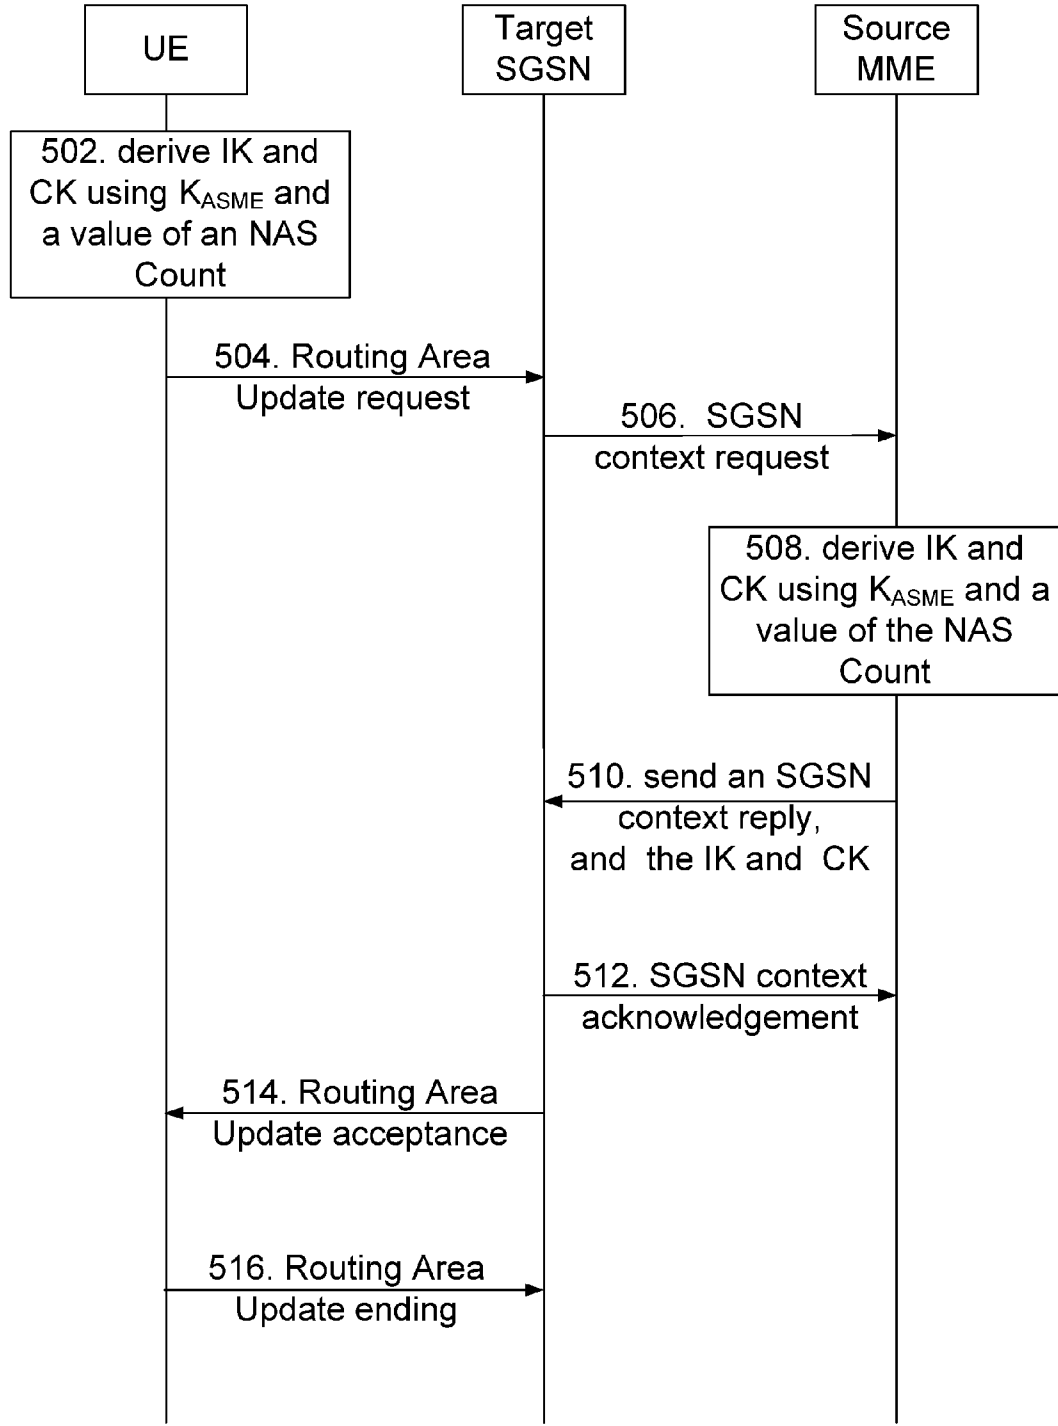 UE
Target
SGSN
Source
MME
502. derive IK and
CK using KASME and
a value of an NAS
Count
504. Routing Area
Update request
506. SGSN
context request
508. derive IK and
CK using KASME and a
value of the NAS
Count
510. send an SGSN
context reply,
and the IK and CK
512. SGSN context
acknowledgement
514. Routing Area
Update acceptance
516. Routing Area
Update ending